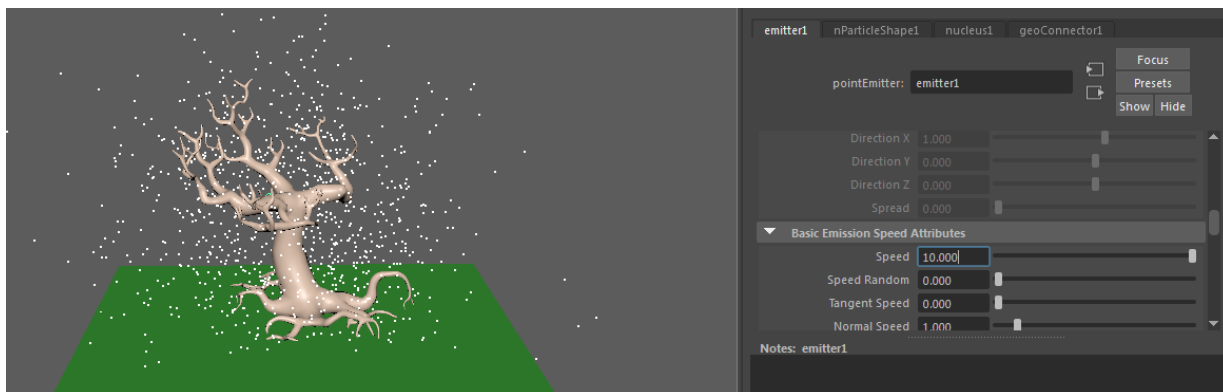 emitter1 nParticleShape1 nucleus1 geoConnector1
Focus
pointEmitter: emitter1
Presets
Show Hide
Direction X 1.000
Direction Y 0.000
Direction Z 0.000
Spread 0.000
Basic Emission Speed Attributes
Speed 10.000
Speed Random 0.000
Tangent Speed 0.000
Normal Speed 1.000
Notes: emitter1